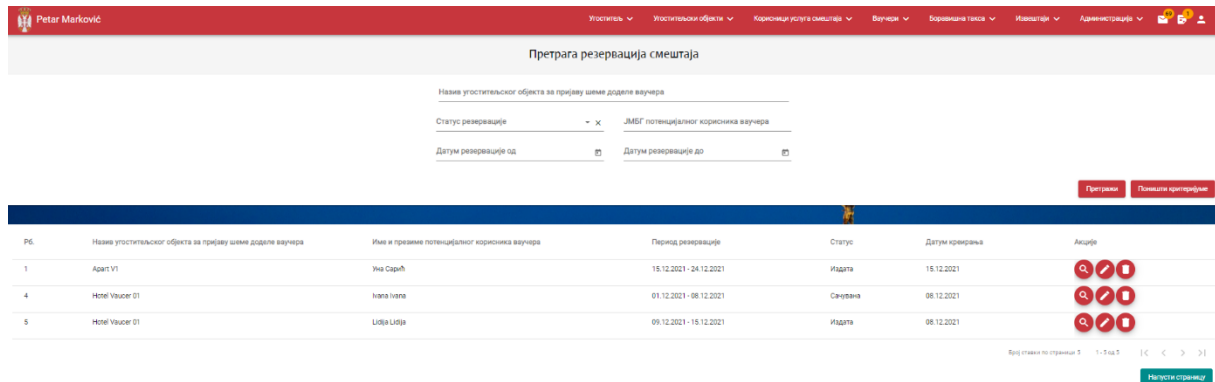 Petar Marković Угоститељ Угоститељски објекти Корисници услуга смештаја Ваучери Боравишна такса Извештаји Администрација
Претрага резервација смештаја
Назив угоститељског објекта за пријаву шеме доделе ваучера
Статус резервације ЈМБГ потенцијалног корисника ваучера
Датум резервације од Датум резервације до
Претражи Поништи критеријуме
Рб. Назив угоститељског објекта за пријаву шеме доделе ваучера Име и презиме потенцијалног корисника ваучера Период резервације Статус Датум креирања Акције
1 Apart V1 Уна Сарић 15.12.2021 - 24.12.2021 Издата 15.12.2021
4 Hotel Vaucer 01 Ivana Ivana 01.12.2021 - 08.12.2021 Сачувана 08.12.2021
5 Hotel Vaucer 01 Lidija Lidija 09.12.2021 - 15.12.2021 Издата 08.12.2021
Број ставки по страници 5 1 - 5 од 5
Напусти страницу